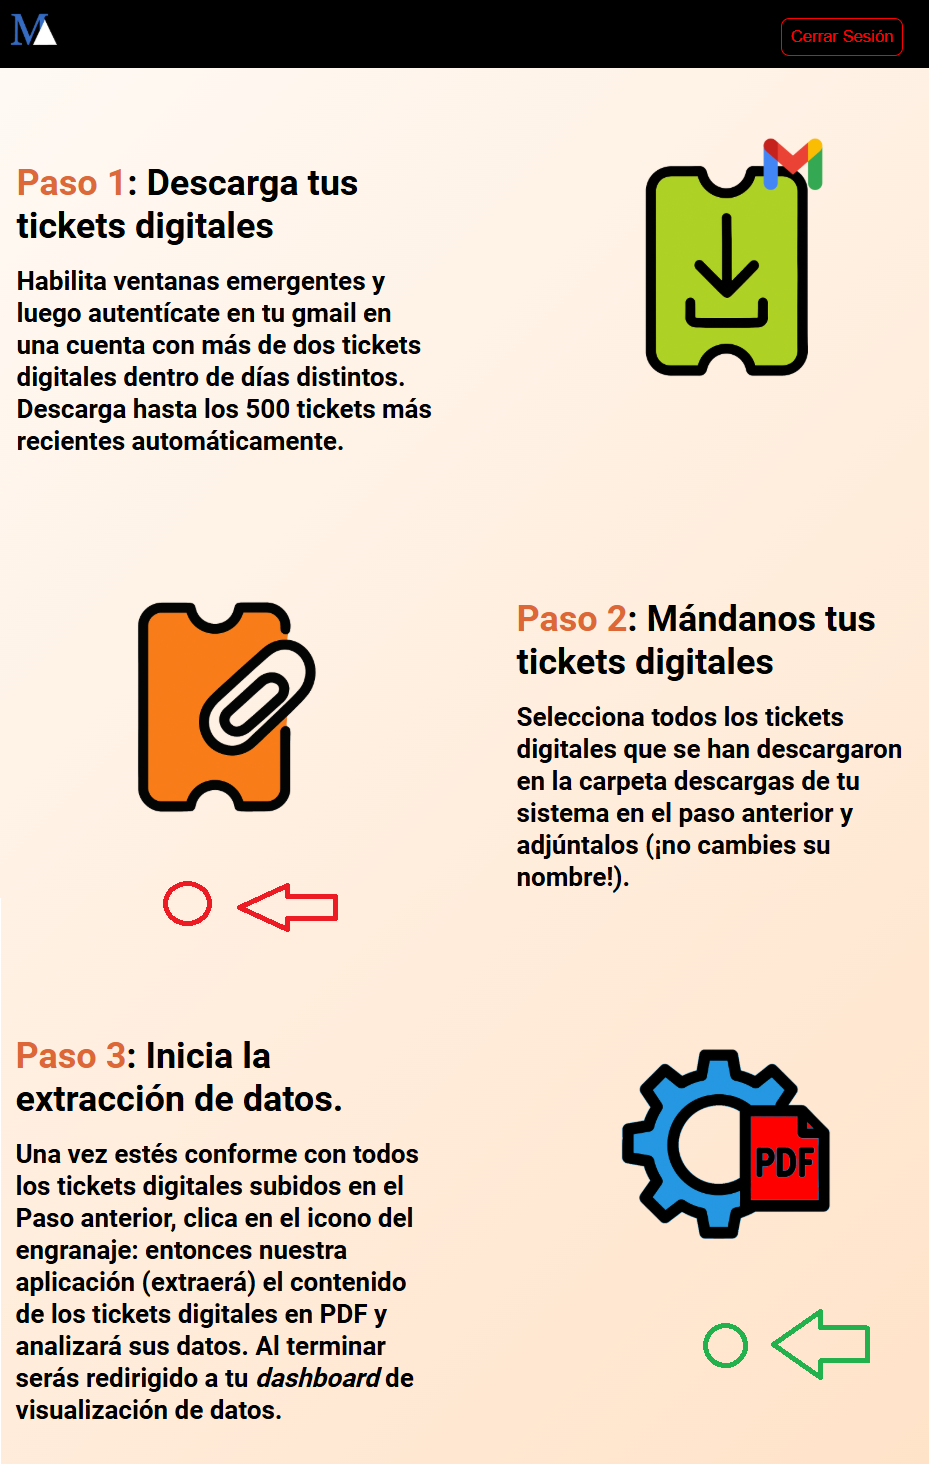 M
Cerrar Sesión
Paso 1: Descarga tus
tickets digitales
Habilita ventanas emergentes y
luego autentícate en tu gmail en
una cuenta con más de dos tickets
digitales dentro de días distintos.
Descarga hasta los 500 tickets más
recientes automáticamente.
Paso 2: Mándanos tus
tickets digitales
Selecciona todos los tickets
digitales que se han descargaron
en la carpeta descargas de tu
sistema en el paso anterior y
adjúntalos (¡no cambies su
nombre!).
Paso 3: Inicia la
extracción de datos.
Una vez estés conforme con todos
los tickets digitales subidos en el
Paso anterior, clica en el icono del
engranaje: entonces nuestra
aplicación (extraerá) el contenido
de los tickets digitales en PDF y
analizará sus datos. Al terminar
serás redirigido a tu dashboard de
visualización de datos.
PDF